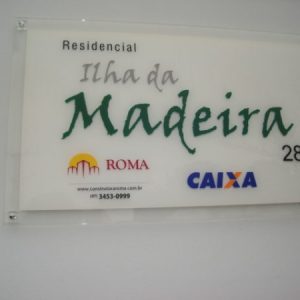 Residencial
Ilha da
Madeira
28
ROMA
CAIXA
www.construtoraroma.com.br
3453-0999